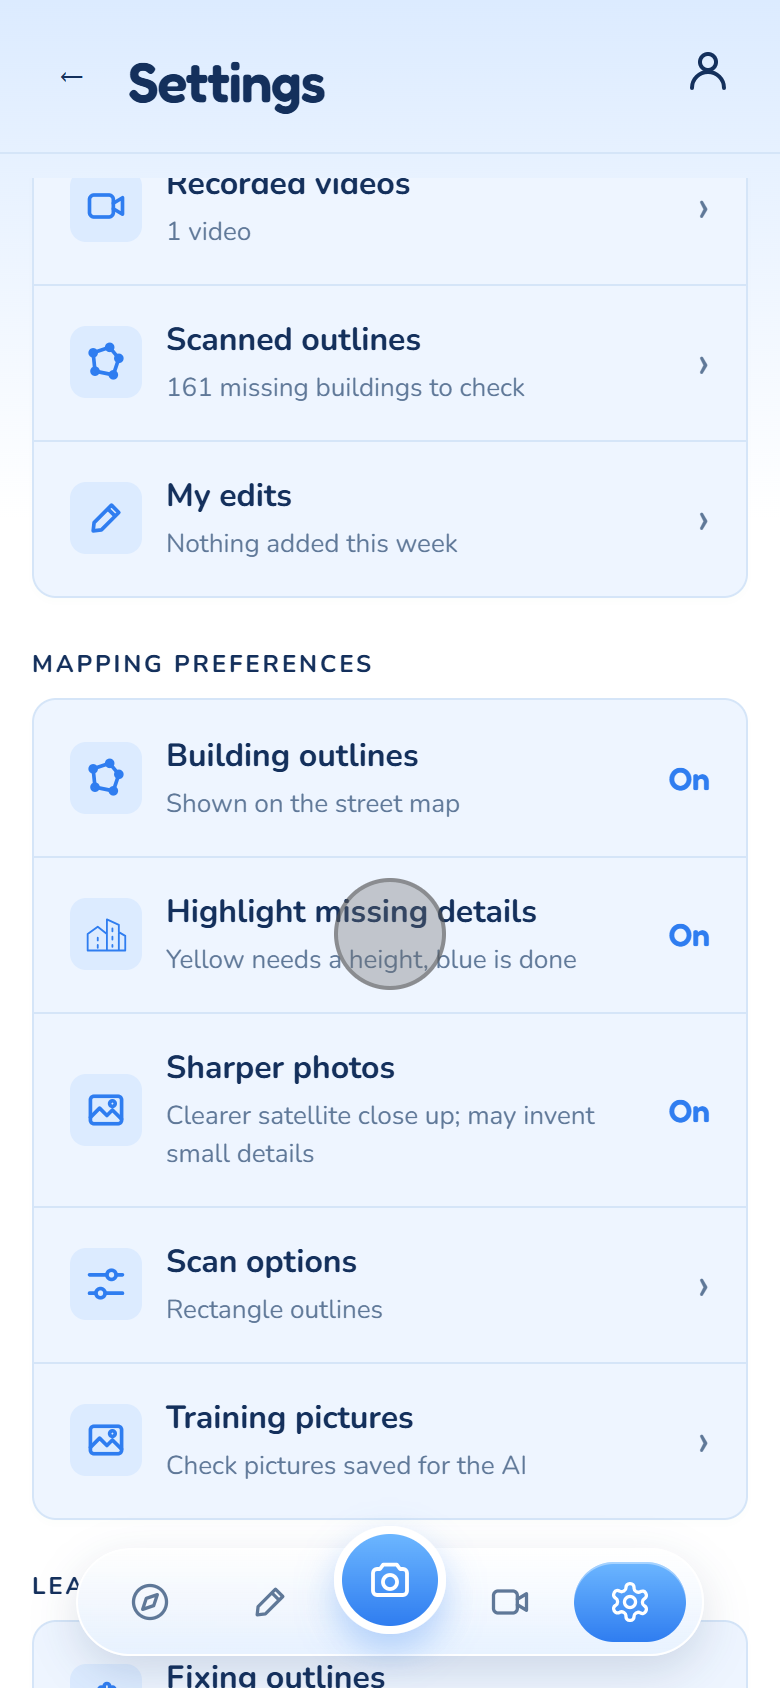 ← Settings
Recorded videos
1 video
›
Scanned outlines
161 missing buildings to check
›
My edits
Nothing added this week
›
MAPPING PREFERENCES
Building outlines
Shown on the street map
On
Highlight missing details
Yellow needs a height, blue is done
On
Sharper photos
Clearer satellite close up; may invent
small details
On
Scan options
Rectangle outlines
›
Training pictures
Check pictures saved for the AI
›
LEA
Fixing outlines